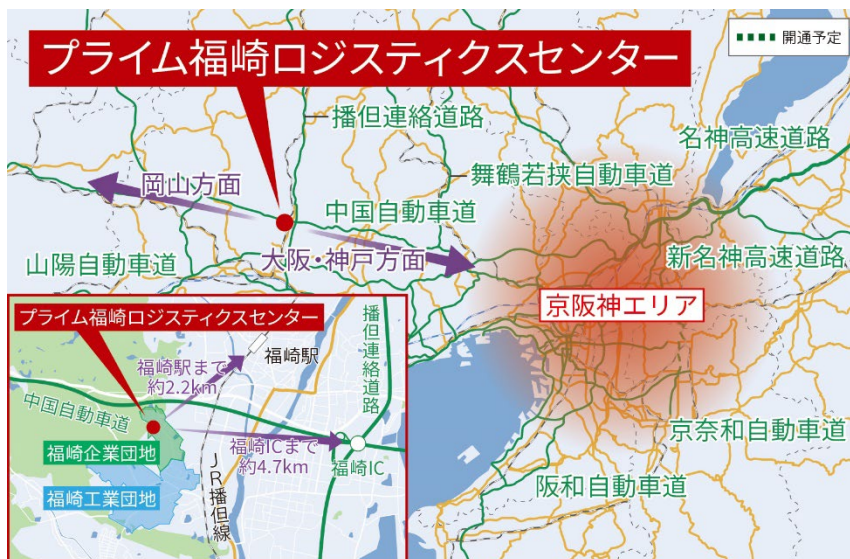 開通予定
プライム福崎ロジスティクスセンター
播但連絡道路
名神高速道路
舞鶴若狭自動車道
岡山方面
中国自動車道
新名神高速道路
山陽自動車道
大阪・神戸方面
京阪神エリア
京奈和自動車道
阪和自動車道
プライム福崎ロジスティクスセンター
福崎駅
福崎駅まで
約2.2km
播但連絡道路
中国自動車道
福崎ICまで
約4.7km
福崎IC
福崎企業団地
福崎工業団地
JR播但線